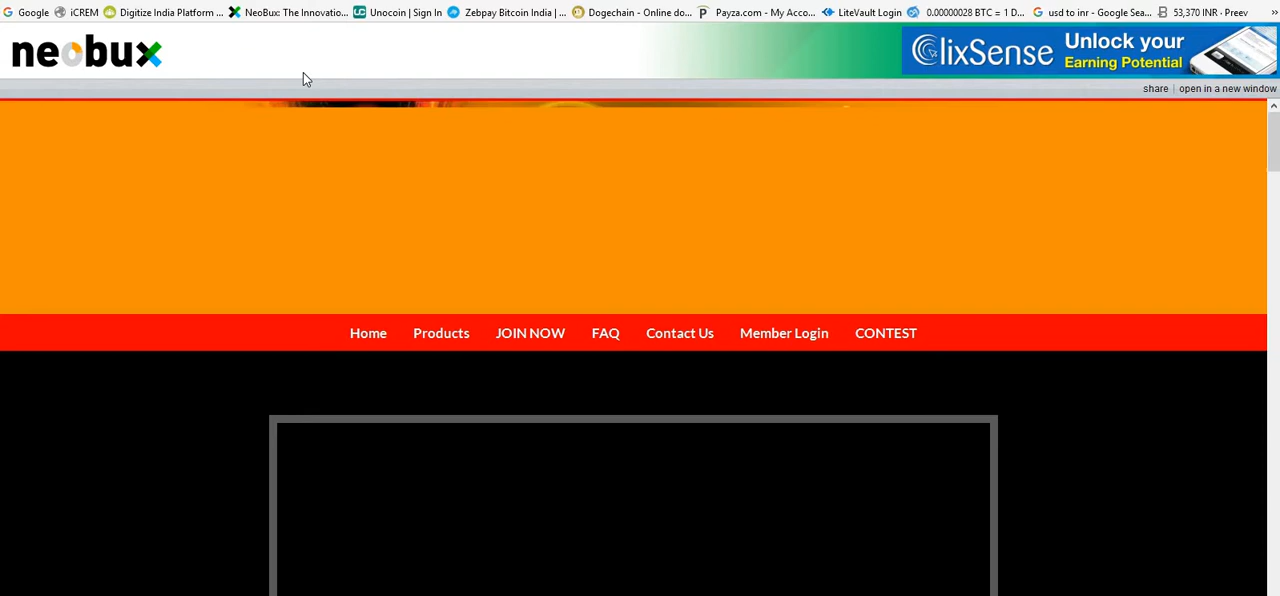 Google iCREM Digitize India Platform ... NeoBux: The Innovatio... Unocoin | Sign In Zebpay Bitcoin India | ... Dogechain - Online do... Payza.com - My Acco... LiteVault Login 0.00000028 BTC = 1 D... usd to inr - Google Sea... 53,370 INR · Preev »
neobux
ClixSense Unlock your
Earning Potential
share | open in a new window
Home Products JOIN NOW FAQ Contact Us Member Login CONTEST